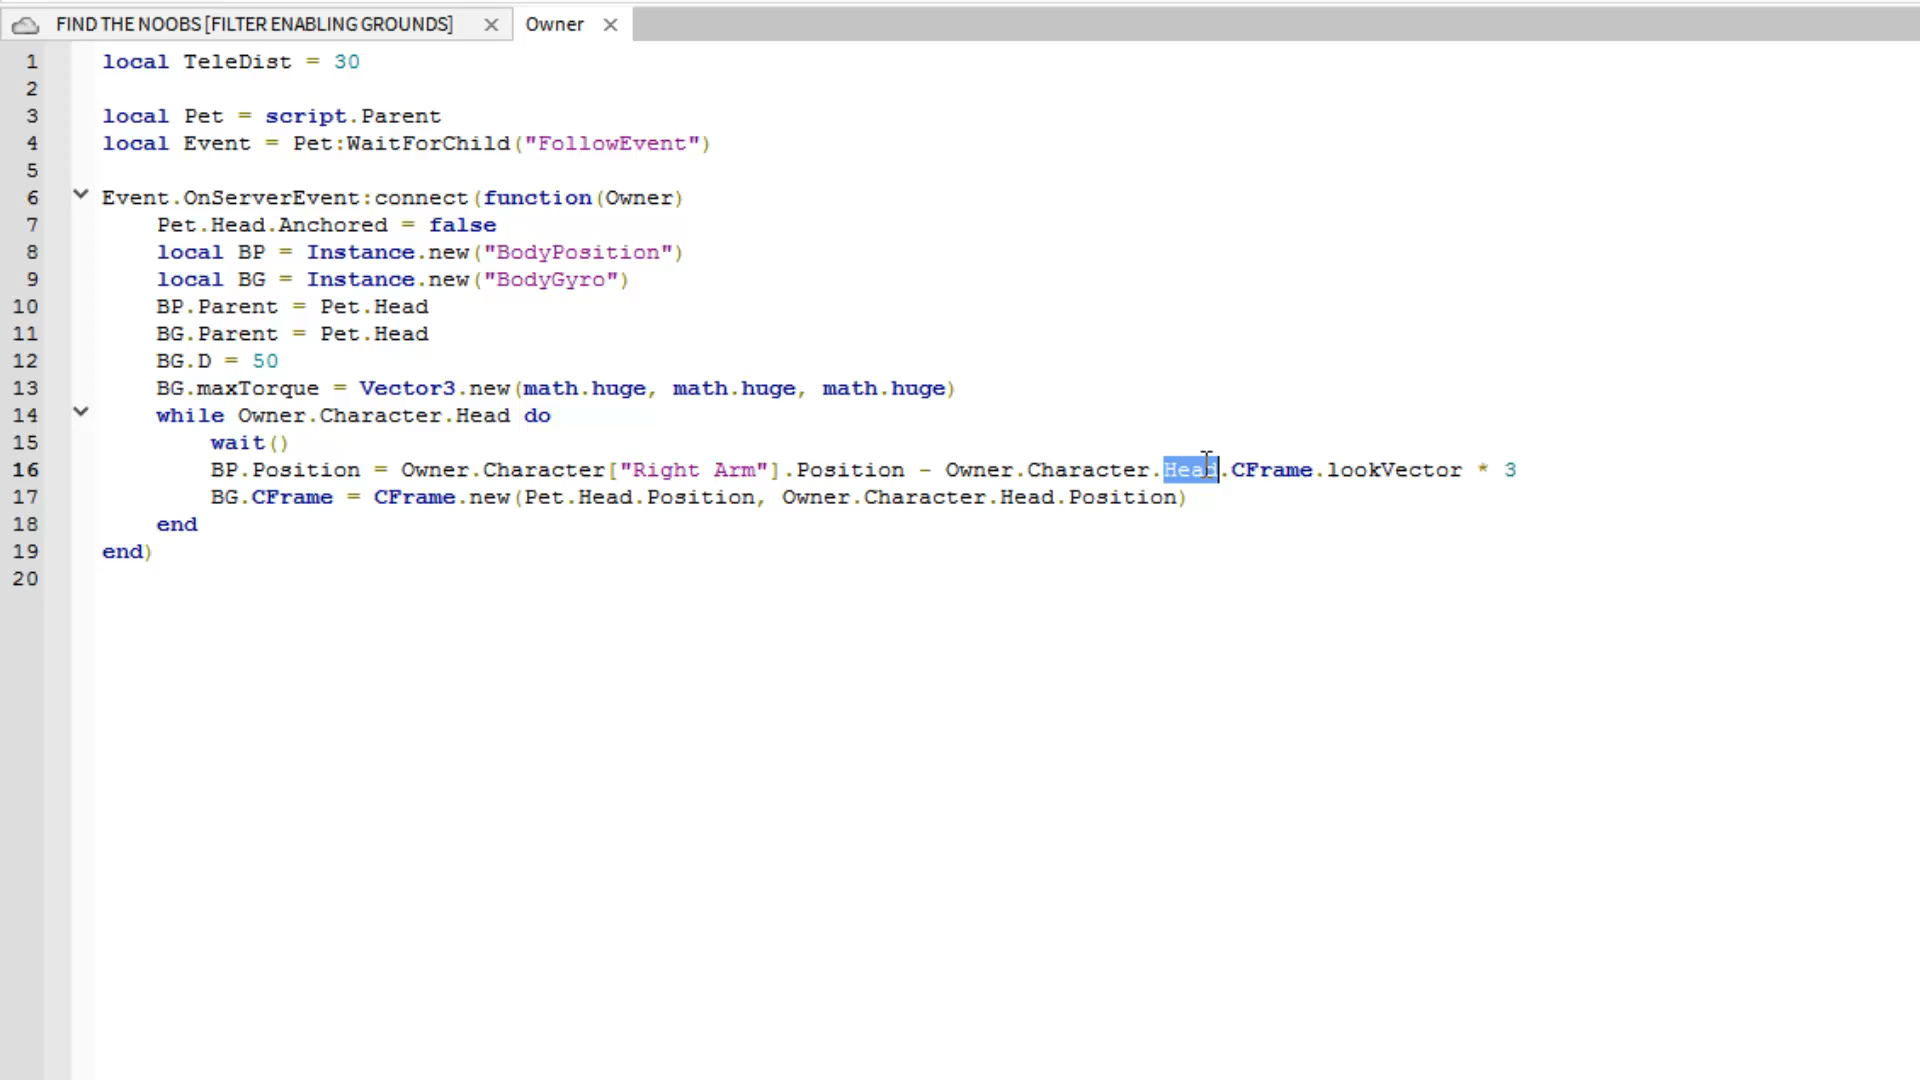 FIND THE NOOBS [FILTER ENABLING GROUNDS] Owner
1 local TeleDist = 30
2
3 local Pet = script.Parent
4 local Event = Pet:WaitForChild("FollowEvent")
5
6 Event.OnServerEvent:connect(function(Owner)
7 Pet.Head.Anchored = false
8 local BP = Instance.new("BodyPosition")
9 local BG = Instance.new("BodyGyro")
10 BP.Parent = Pet.Head
11 BG.Parent = Pet.Head
12 BG.D = 50
13 BG.maxTorque = Vector3.new(math.huge, math.huge, math.huge)
14 while Owner.Character.Head do
15 wait()
16 BP.Position = Owner.Character["Right Arm"].Position - Owner.Character.Head.CFrame.lookVector * 3
17 BG.CFrame = CFrame.new(Pet.Head.Position, Owner.Character.Head.Position)
18 end
19 end)
20